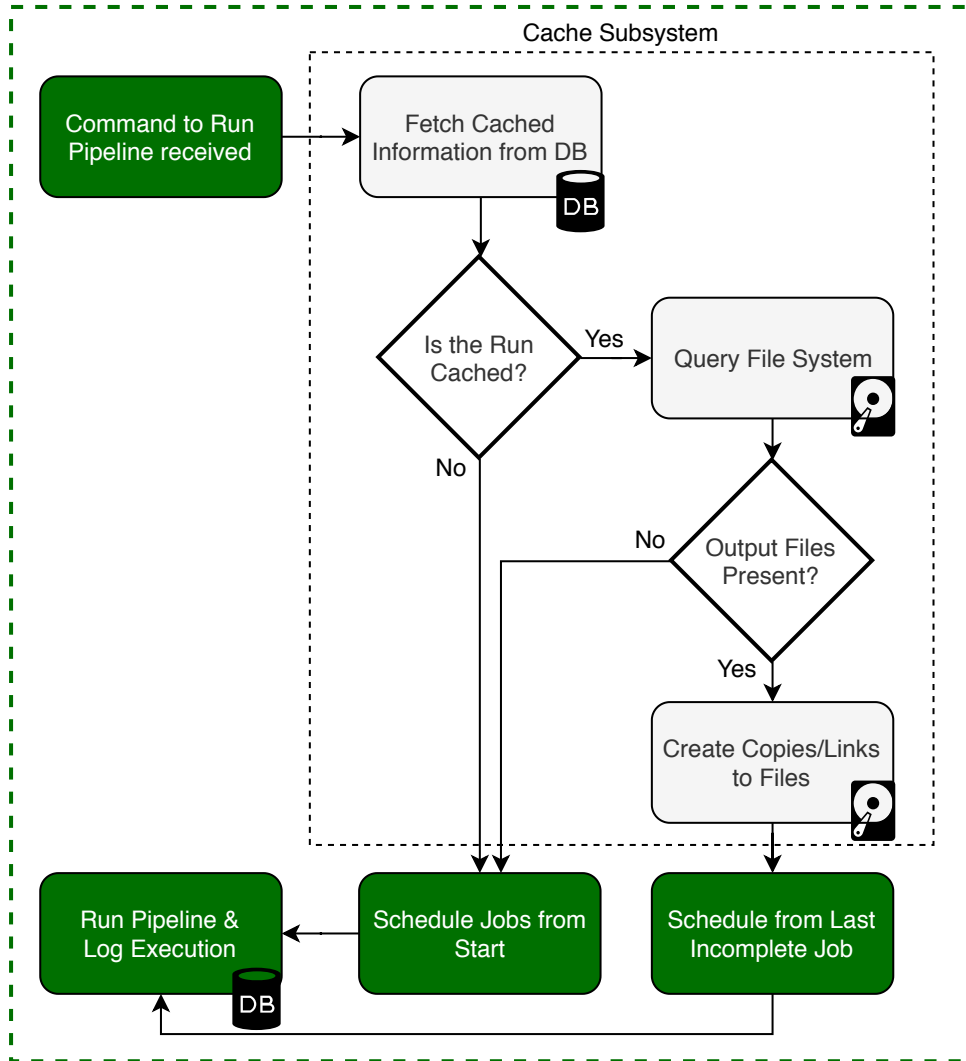 Cache Subsystem
Command to Run
Pipeline received
Fetch Cached
Information from DB
DB
Is the Run
Cached?
Yes
Query File System
No
No
Output Files
Present?
Yes
Create Copies/Links
to Files
Run Pipeline &
Log Execution
DB
Schedule Jobs from
Start
Schedule from Last
Incomplete Job